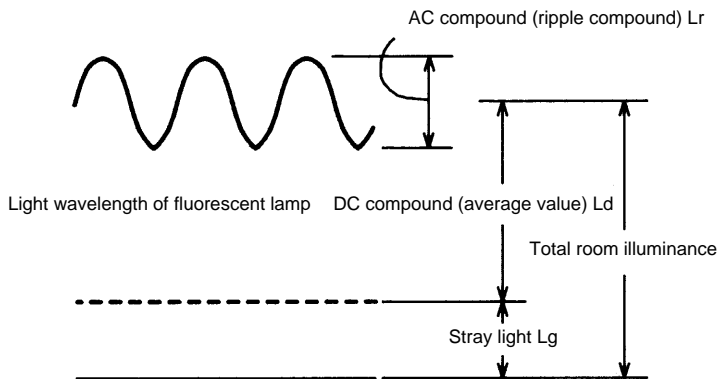 AC compound (ripple compound) Lr
Light wavelength of fluorescent lamp
DC compound (average value) Ld
Total room illuminance
Stray light Lg